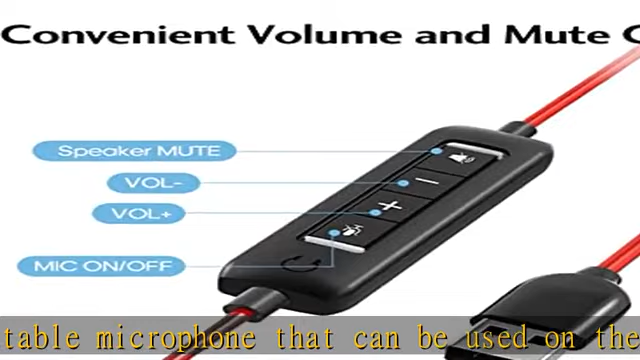 Convenient Volume and Mute
Speaker MUTE
VOL-
VOL+
MIC ON/OFF
table microphone that can be used on the